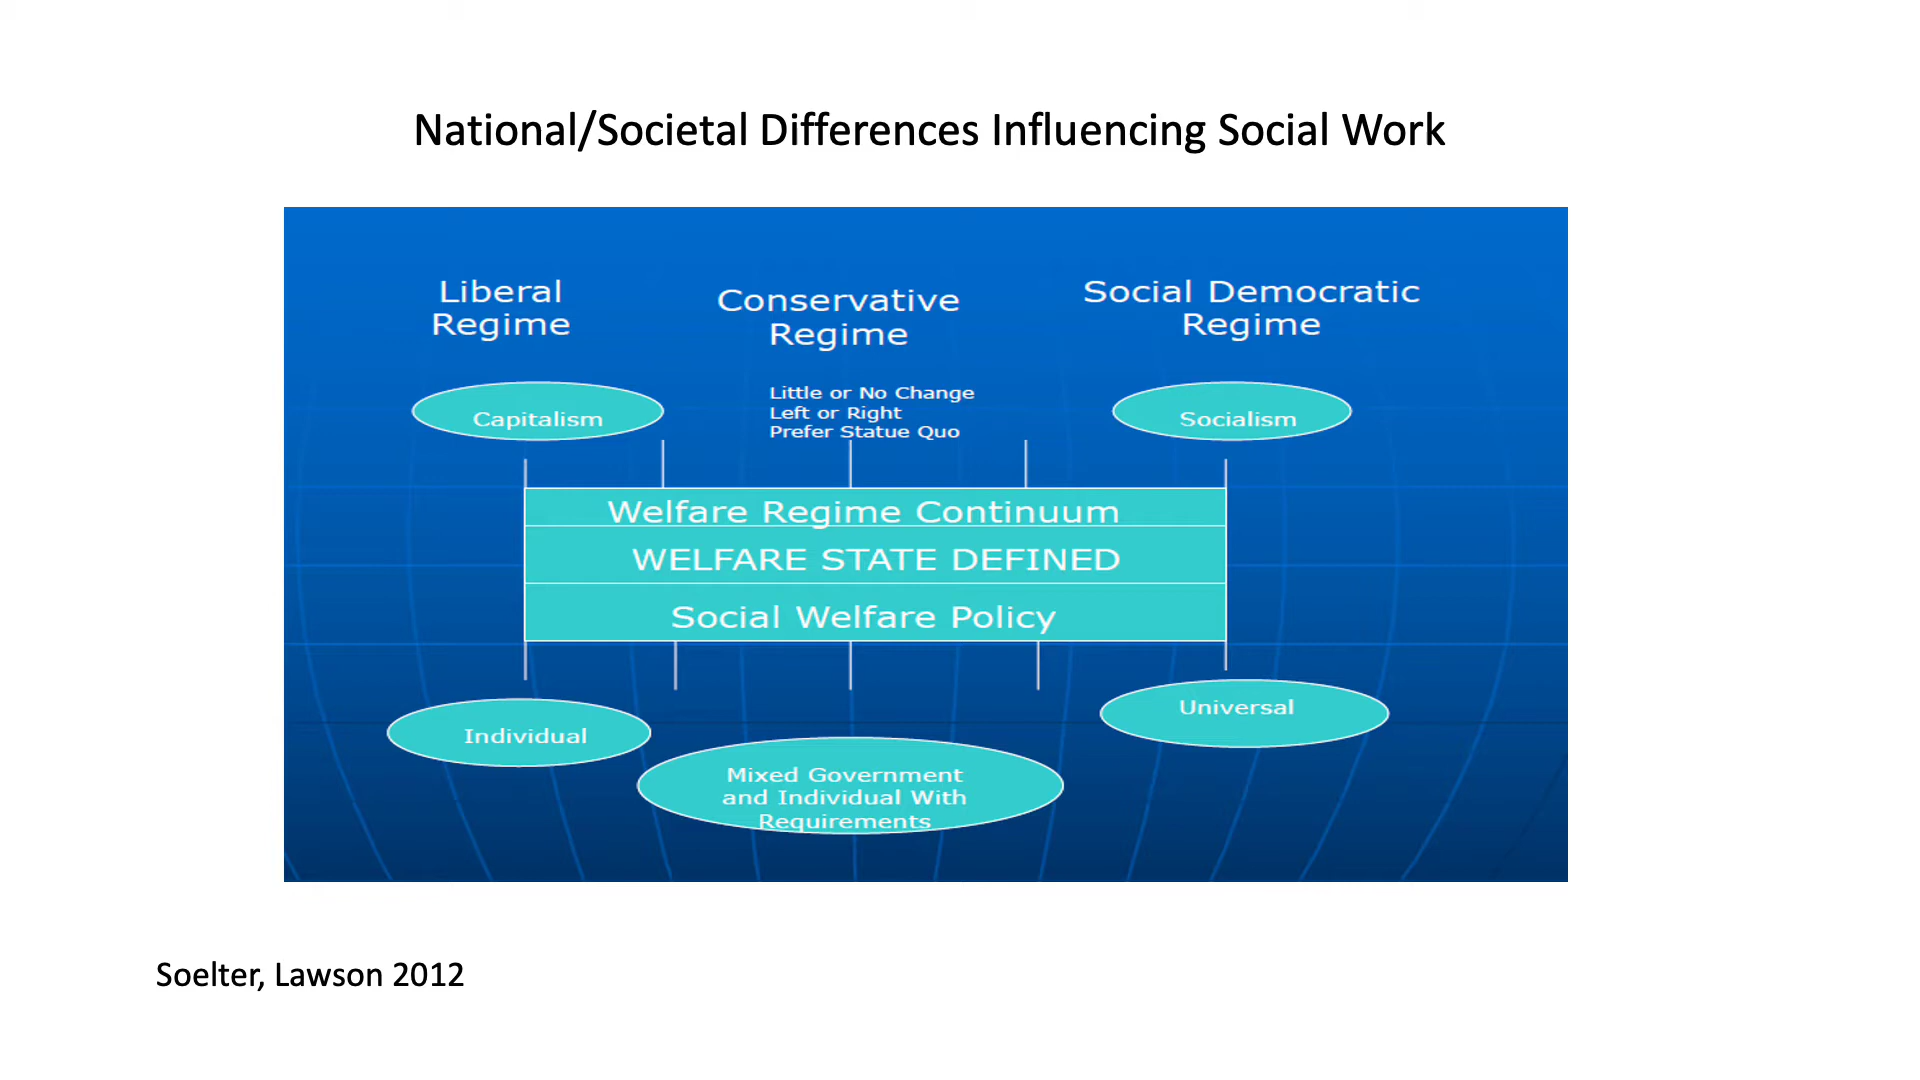 National/Societal Differences Influencing Social Work
Liberal
Regime
Conservative
Regime
Social Democratic
Regime
Capitalism
Little or No Change
Left or Right
Prefer Statue Quo
Socialism
Welfare Regime Continuum
WELFARE STATE DEFINED
Social Welfare Policy
Individual
Mixed Government
and Individual With
Requirements
Universal
Soelter, Lawson 2012